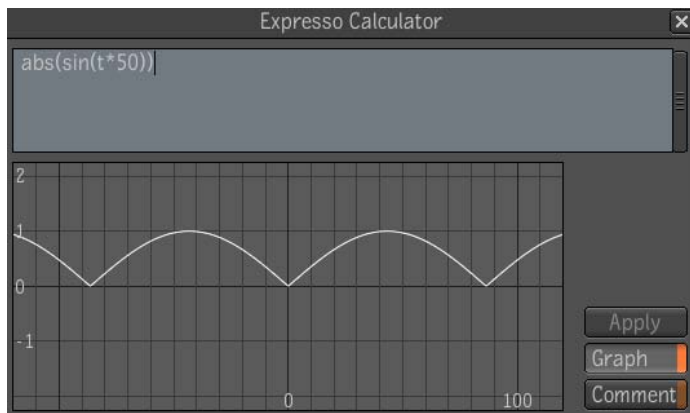 Expresso Calculator
abs(sin(t*50))
2
1
0
-1
0 100
Apply
Graph
Comment